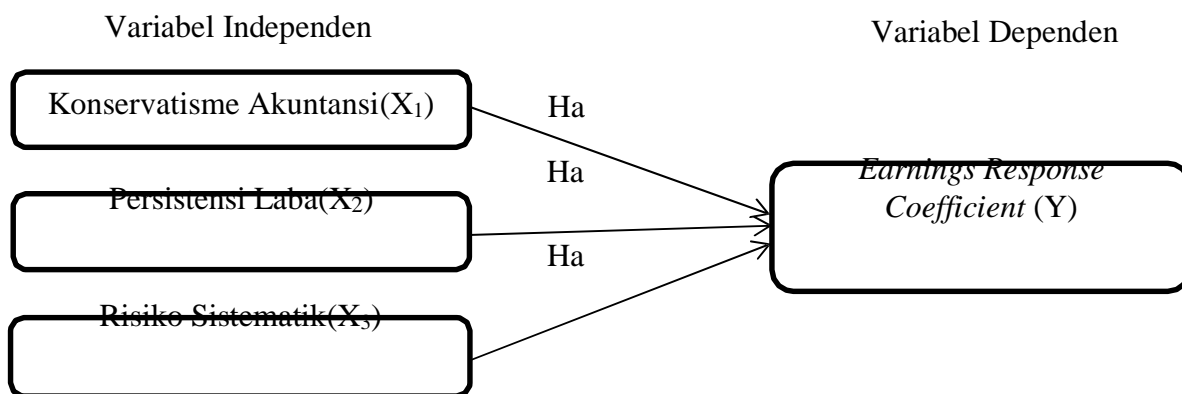 Variabel Independen
Variabel Dependen
Konservatisme Akuntansi(X₁)
Ha
Ha
Persistensi Laba(X₂)
Earnings Response
Coefficient (Y)
Ha
Risiko Sistematik(X₃)